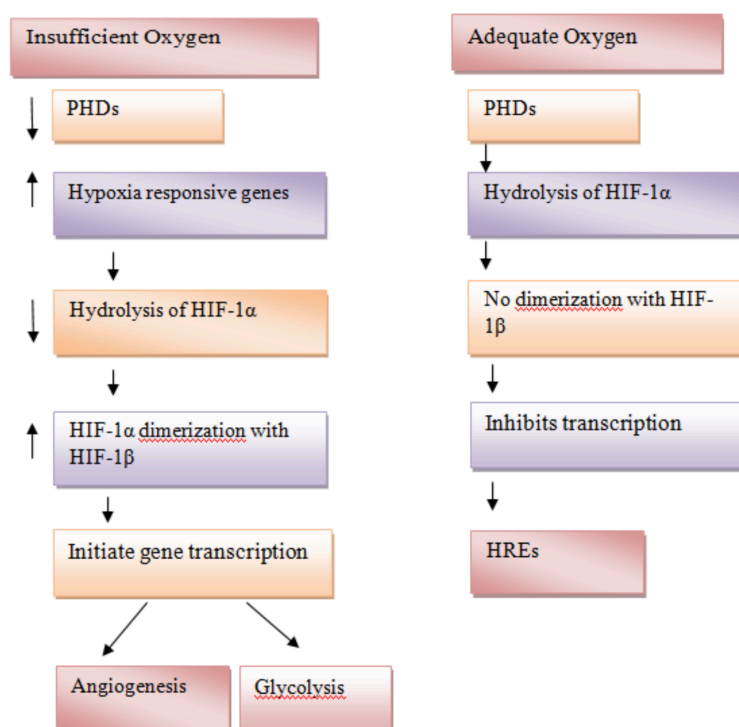 Insufficient Oxygen
PHDs
Hypoxia responsive genes
Hydrolysis of HIF-1α
HIF-1α dimerization with
HIF-1β
Initiate gene transcription
Angiogenesis
Glycolysis
Adequate Oxygen
PHDs
Hydrolysis of HIF-1α
No dimerization with HIF-
1β
Inhibits transcription
HREs